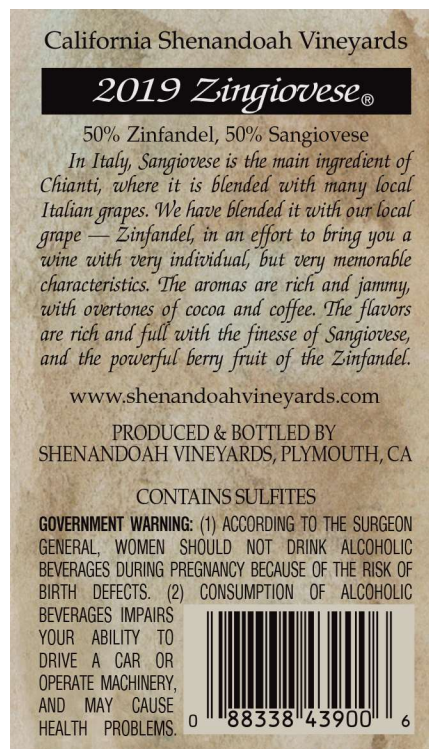 California Shenandoah Vineyards
2019 Zingiovese®
50% Zinfandel, 50% Sangiovese
In Italy, Sangiovese is the main ingredient of
Chianti, where it is blended with many local
Italian grapes. We have blended it with our local
grape — Zinfandel, in an effort to bring you a
wine with very individual, but very memorable
characteristics. The aromas are rich and jammy,
with overtones of cocoa and coffee. The flavors
are rich and full with the finesse of Sangiovese,
and the powerful berry fruit of the Zinfandel.
www.shenandoahvineyards.com
PRODUCED & BOTTLED BY
SHENANDOAH VINEYARDS, PLYMOUTH, CA
CONTAINS SULFITES
GOVERNMENT WARNING: (1) ACCORDING TO THE SURGEON
GENERAL, WOMEN SHOULD NOT DRINK ALCOHOLIC
BEVERAGES DURING PREGNANCY BECAUSE OF THE RISK OF
BIRTH DEFECTS. (2) CONSUMPTION OF ALCOHOLIC
BEVERAGES IMPAIRS
YOUR ABILITY TO
DRIVE A CAR OR
OPERATE MACHINERY,
AND MAY CAUSE
HEALTH PROBLEMS.
0 88338 43900 6